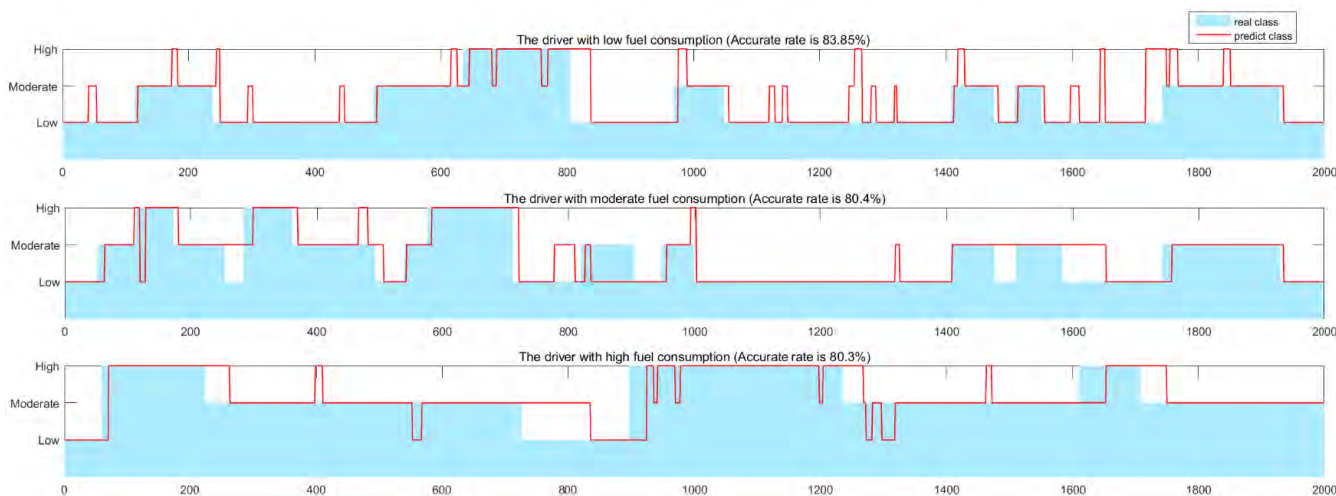 real class
predict class
The driver with low fuel consumption (Accurate rate is 83.85%)
High
Moderate
Low
0 200 400 600 800 1000 1200 1400 1600 1800 2000
The driver with moderate fuel consumption (Accurate rate is 80.4%)
High
Moderate
Low
0 200 400 600 800 1000 1200 1400 1600 1800 2000
The driver with high fuel consumption (Accurate rate is 80.3%)
High
Moderate
Low
0 200 400 600 800 1000 1200 1400 1600 1800 2000